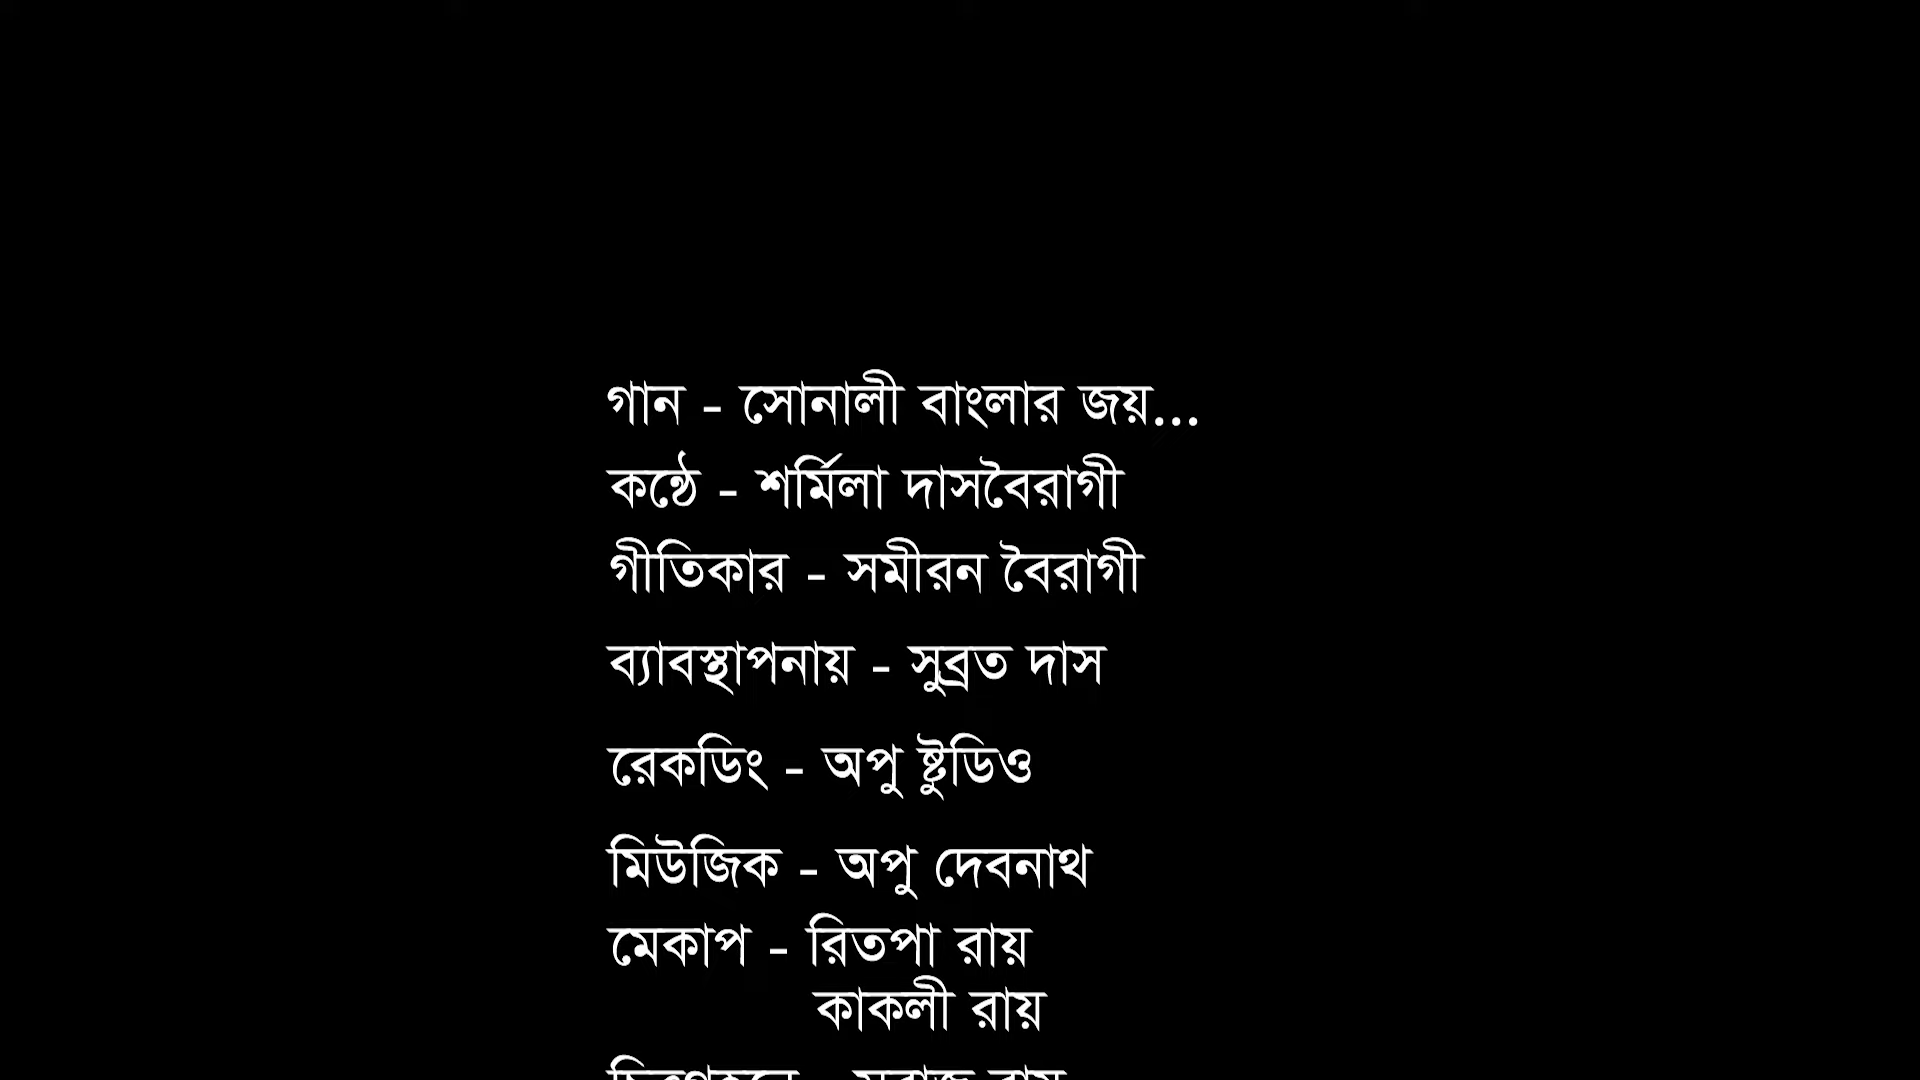 গান - সোনালী বাংলার জয়...
কন্ঠে - শর্মিলা দাসবৈরাগী
গীতিকার - সমীরন বৈরাগী
ব্যাবস্থাপনায় - সুব্রত দাস
রেকডিং - অপু ষ্টুডিও
মিউজিক - অপু দেবনাথ
মেকাপ - রিতপা রায়
কাকলী রায়